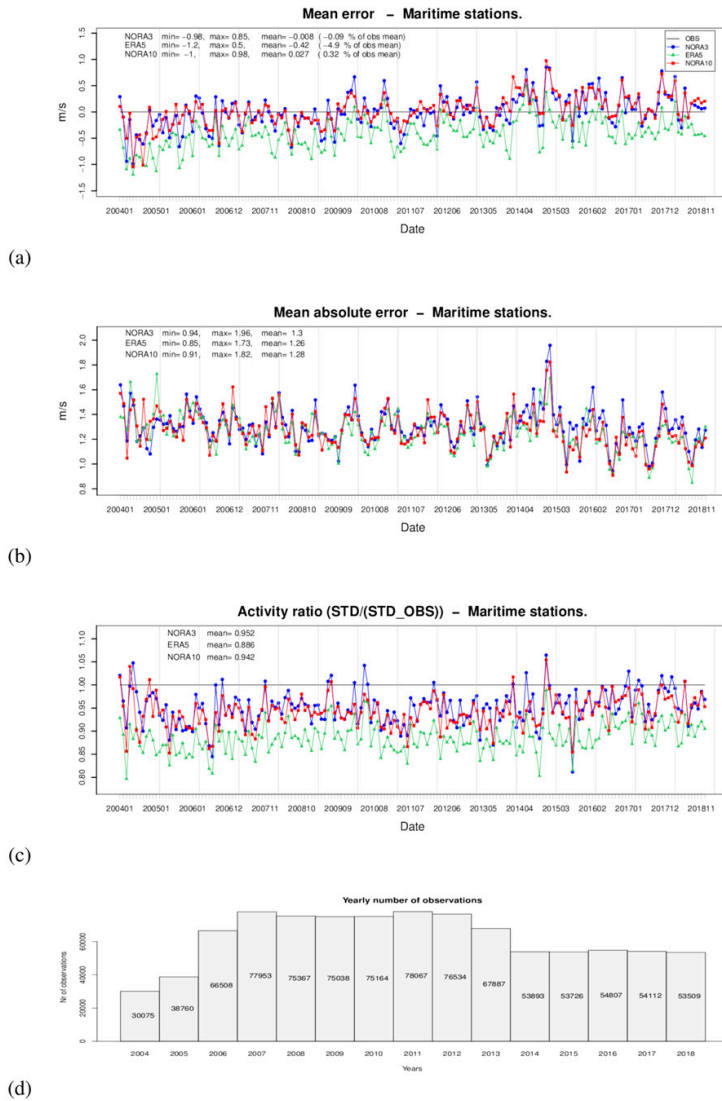 Mean error – Maritime stations.
NORA3 min= −0.98, max= 0.85, mean= −0.008 ( −0.09 % of obs mean)
ERA5 min= −1.2, max= 0.5, mean= −0.42 ( −4.9 % of obs mean)
NORA10 min= −1, max= 0.98, mean= 0.027 ( 0.32 % of obs mean)
OBS
NORA3
ERA5
NORA10
1.5
1.0
0.5
0.0
−0.5
−1.0
−1.5
m/s
200401 200501 200601 200612 200711 200810 200909 201008 201107 201206 201305 201404 201503 201602 201701 201712 201811
Date
(a)
Mean absolute error – Maritime stations.
NORA3 min= 0.94, max= 1.96, mean= 1.3
ERA5 min= 0.85, max= 1.73, mean= 1.26
NORA10 min= 0.91, max= 1.82, mean= 1.28
2.0
1.8
1.6
1.4
1.2
1.0
0.8
m/s
200401 200501 200601 200612 200711 200810 200909 201008 201107 201206 201305 201404 201503 201602 201701 201712 201811
Date
(b)
Activity ratio (STD/(STD_OBS)) – Maritime stations.
NORA3 mean= 0.952
ERA5 mean= 0.886
NORA10 mean= 0.942
1.10
1.05
1.00
0.95
0.90
0.85
0.80
200401 200501 200601 200612 200711 200810 200909 201008 201107 201206 201305 201404 201503 201602 201701 201712 201811
Date
(c)
Yearly number of observations
Nr of observations
60000
40000
20000
0
30075 38760 66508 77953 75367 75038 75164 78067 76534 67887 53893 53726 54807 54112 53509
2004 2005 2006 2007 2008 2009 2010 2011 2012 2013 2014 2015 2016 2017 2018
Years
(d)